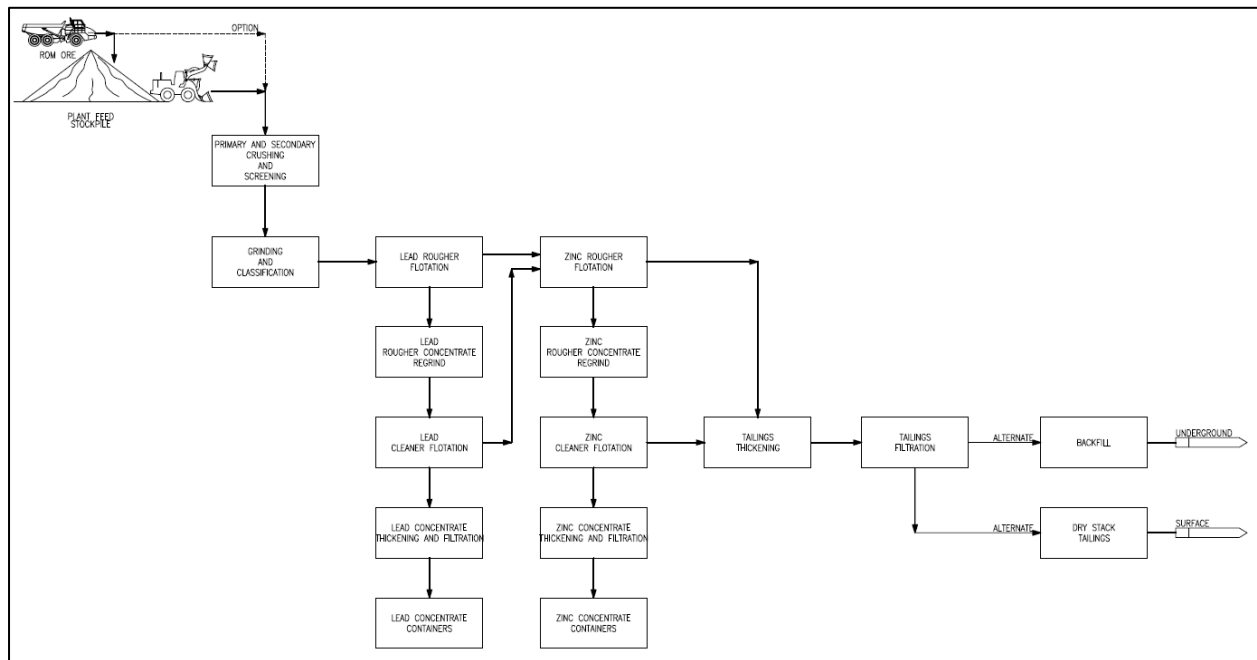 OPTION
ROM ORE
PLANT FEED
STOCKPILE
PRIMARY AND SECONDARY
CRUSHING
AND
SCREENING
GRINDING
AND
CLASSIFICATION
LEAD ROUGHER
FLOTATION
ZINC ROUGHER
FLOTATION
LEAD
ROUGHER CONCENTRATE
REGRIND
ZINC
ROUGHER CONCENTRATE
REGRIND
LEAD
CLEANER FLOTATION
ZINC
CLEANER FLOTATION
TAILINGS
THICKENING
TAILINGS
FILTRATION
ALTERNATE
BACKFILL
UNDERGROUND
LEAD CONCENTRATE
THICKENING AND FILTRATION
ZINC CONCENTRATE
THICKENING AND FILTRATION
ALTERNATE
DRY STACK
TAILINGS
SURFACE
LEAD CONCENTRATE
CONTAINERS
ZINC CONCENTRATE
CONTAINERS